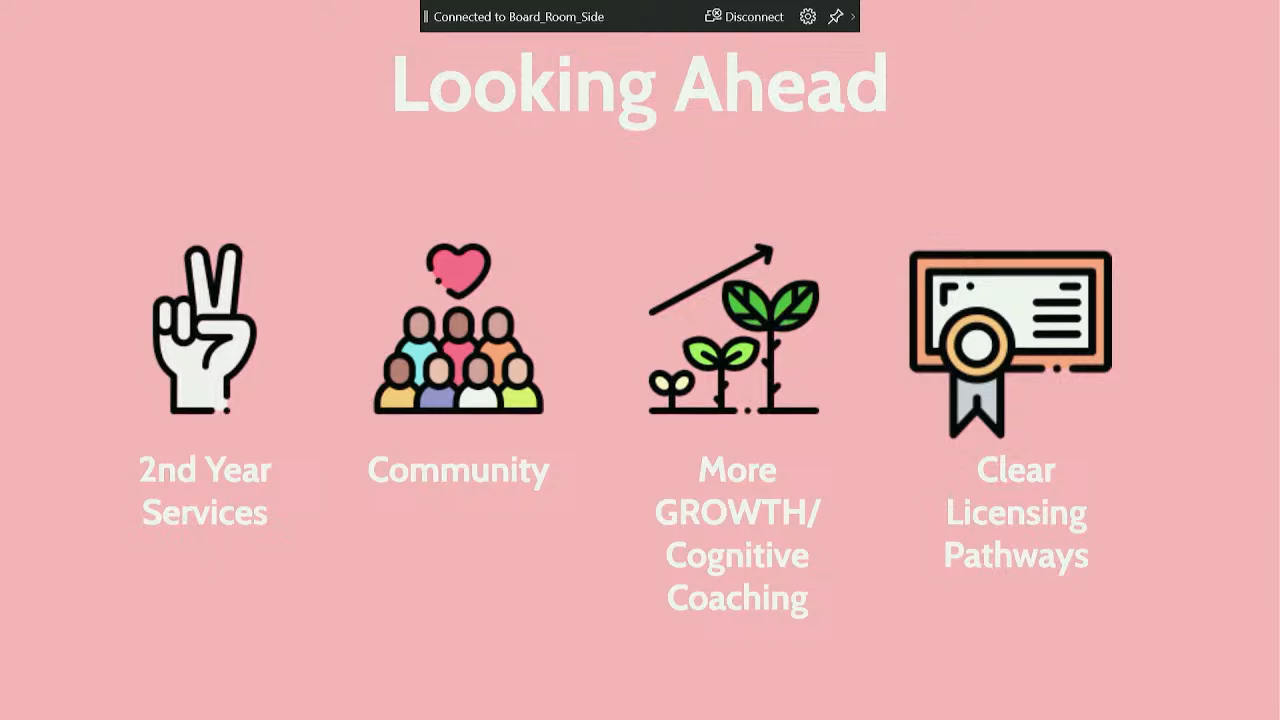 Connected to Board_Room_Side
Disconnect
Looking Ahead
2nd Year
Services
Community
More
GROWTH/
Cognitive
Coaching
Clear
Licensing
Pathways